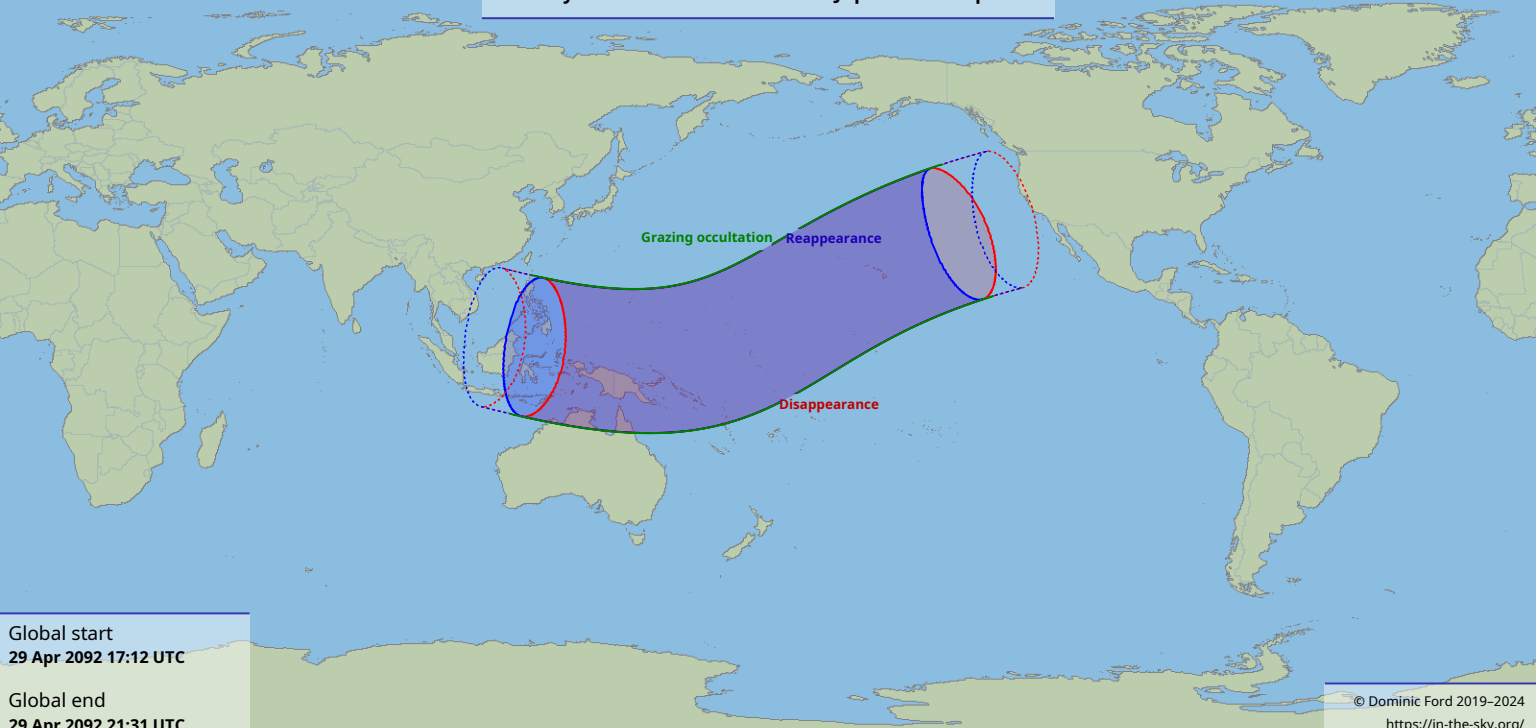 Grazing occultation
Reappearance
Disappearance
Global start
29 Apr 2092 17:12 UTC
Global end
29 Apr 2092 21:31 UTC
© Dominic Ford 2019–2024
https://in-the-sky.org/